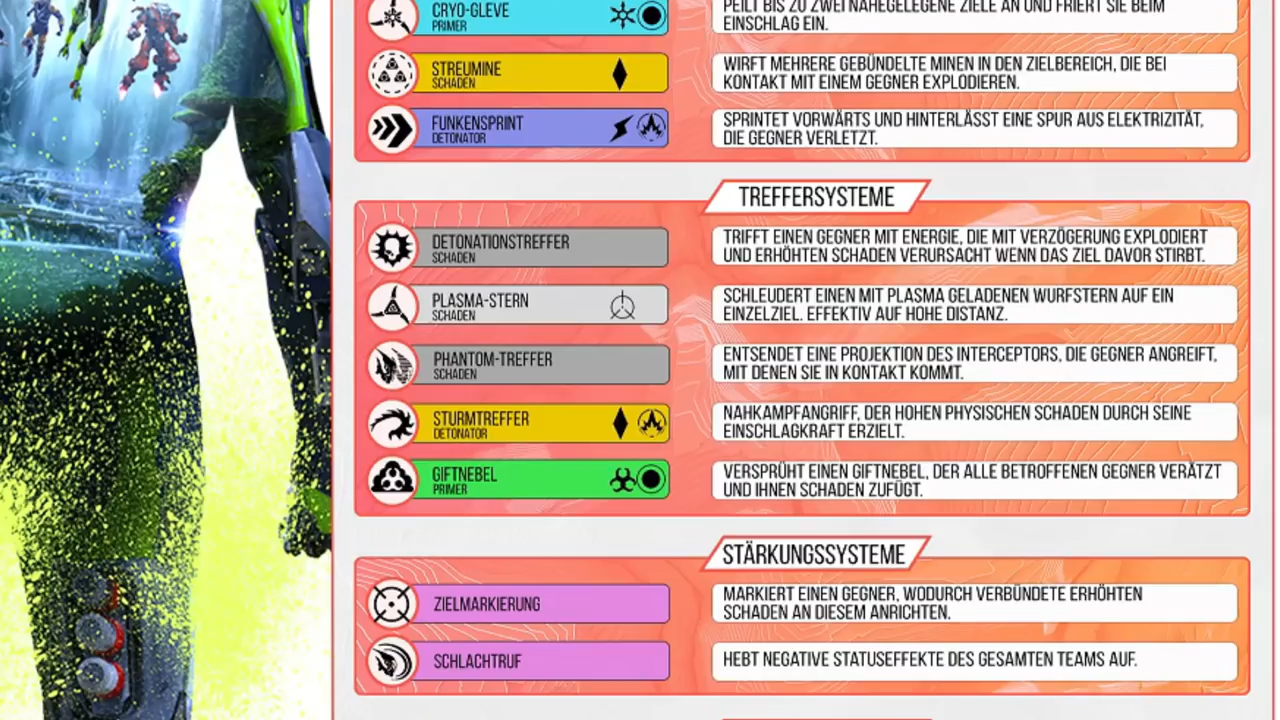 CRYO-GLEVE
PRIMER
PEILT BIS ZU ZWEI NAHEGELEGENE ZIELE AN UND FRIERT SIE BEIM
EINSCHLAG EIN.
STREUMINE
SCHADEN
WIRFT MEHRERE GEBÜNDELTE MINEN IN DEN ZIELBEREICH, DIE BEI
KONTAKT MIT EINEM GEGNER EXPLODIEREN.
FUNKENSPRINT
DETONATOR
SPRINTET VORWÄRTS UND HINTERLÄSST EINE SPUR AUS ELEKTRIZITÄT,
DIE GEGNER VERLETZT.
TREFFERSYSTEME
DETONATIONSTREFFER
SCHADEN
TRIFFT EINEN GEGNER MIT ENERGIE, DIE MIT VERZÖGERUNG EXPLODIERT
UND ERHÖHTEN SCHADEN VERURSACHT WENN DAS ZIEL DAVOR STIRBT.
PLASMA-STERN
SCHADEN
SCHLEUDERT EINEN MIT PLASMA GELADENEN WURFSTERN AUF EIN
EINZELZIEL. EFFEKTIV AUF HOHE DISTANZ.
PHANTOM-TREFFER
SCHADEN
ENTSENDET EINE PROJEKTION DES INTERCEPTORS, DIE GEGNER ANGREIFT,
MIT DENEN SIE IN KONTAKT KOMMT.
STURMTREFFER
DETONATOR
NAHKAMPFANGRIFF, DER HOHEN PHYSISCHEN SCHADEN DURCH SEINE
EINSCHLAGKRAFT ERZIELT.
GIFTNEBEL
PRIMER
VERSPRÜHT EINEN GIFTNEBEL, DER ALLE BETROFFENEN GEGNER VERÄTZT
UND IHNEN SCHADEN ZUFÜGT.
STÄRKUNGSSYSTEME
ZIELMARKIERUNG
MARKIERT EINEN GEGNER, WODURCH VERBÜNDETE ERHÖHTEN
SCHADEN AN DIESEM ANRICHTEN.
SCHLACHTRUF
HEBT NEGATIVE STATUSEFFEKTE DES GESAMTEN TEAMS AUF.